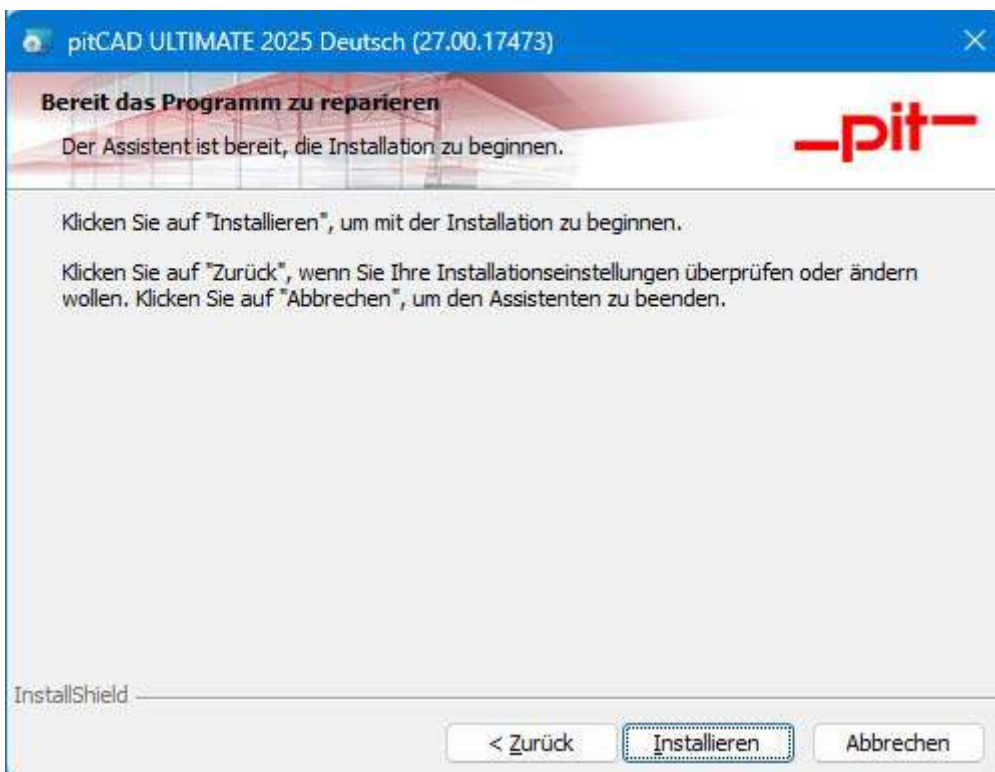 pitCAD ULTIMATE 2025 Deutsch (27.00.17473)
Bereit das Programm zu reparieren
Der Assistent ist bereit, die Installation zu beginnen.
pit
Klicken Sie auf "Installieren", um mit der Installation zu beginnen.
Klicken Sie auf "Zurück", wenn Sie Ihre Installationseinstellungen überprüfen oder ändern
wollen. Klicken Sie auf "Abbrechen", um den Assistenten zu beenden.
InstallShield
< Zurück
Installieren
Abbrechen